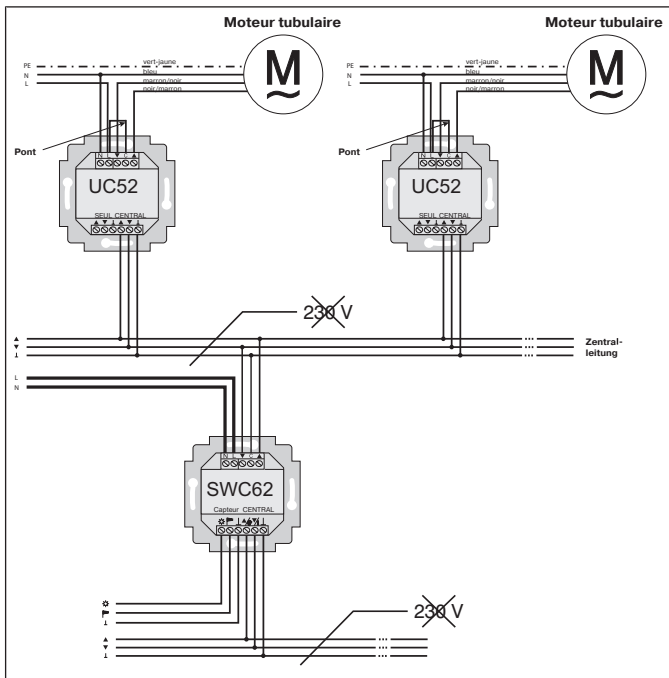 Moteur tubulaire
Moteur tubulaire
PE
vert-jaune
N
bleu
L
marron/noir
noir/marron
M
PE
vert-jaune
N
bleu
L
marron/noir
noir/marron
M
Pont
N L ▼ C ▲
UC52
SEUL CENTRAL
▲ ▼ ⊥ ▲ ▼ ⊥
Pont
N L ▼ C ▲
UC52
SEUL CENTRAL
▲ ▼ ⊥ ▲ ▼ ⊥
230 V
▲
▼
⊥
Zentral-
leitung
L
N
N L ▼ C ▲
SWC62
Capteur CENTRAL
230 V
⊥
▲
▼
⊥